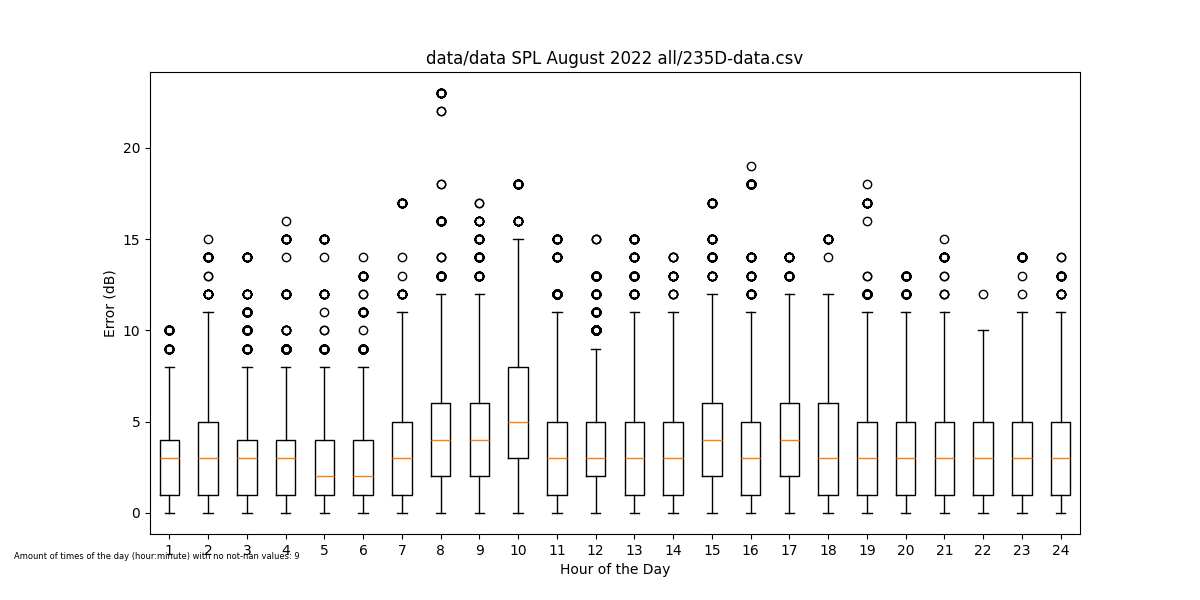 data/data SPL August 2022 all/235D-data.csv
Error (dB)
20
15
10
5
0
1 2 3 4 5 6 7 8 9 10 11 12 13 14 15 16 17 18 19 20 21 22 23 24
Amount of times of the day (hour:minute) with no not-nan values: 9
Hour of the Day